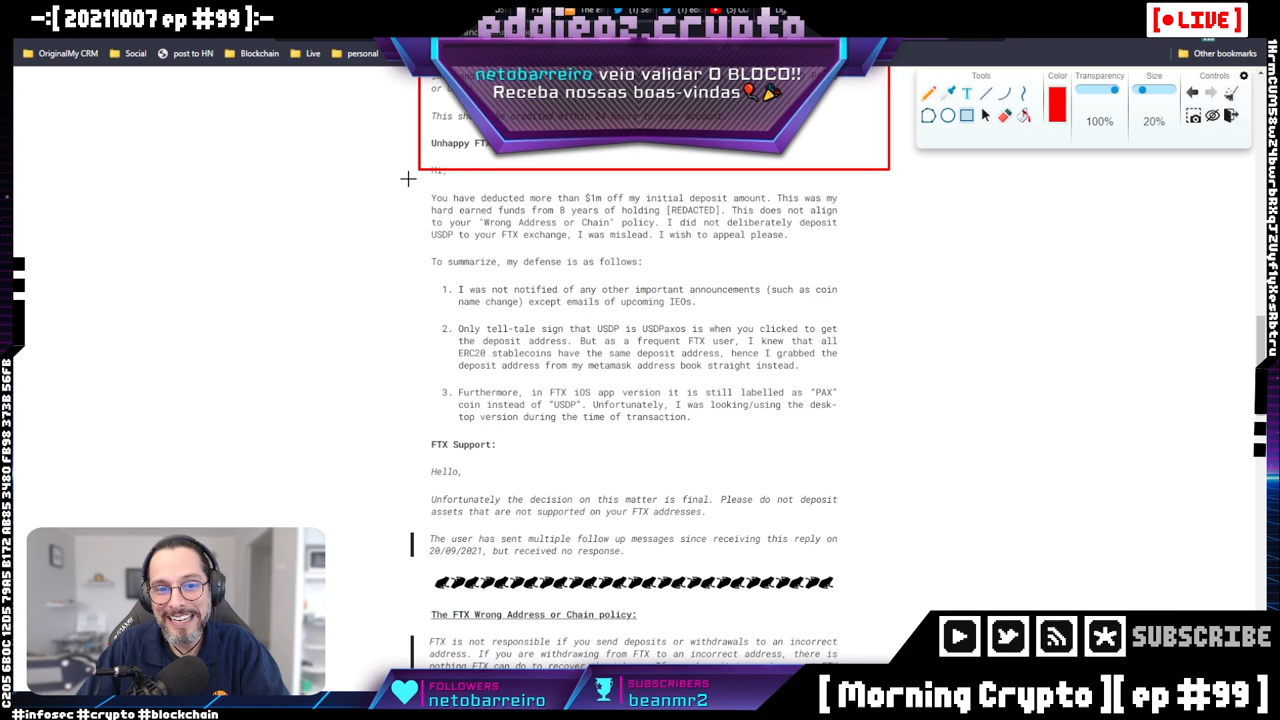 -:[ 20211007 ep #99 ]:-
eddieoz.crypto
[●LIVE]
OriginalMy CRM
Social
post to HN
Blockchain
Live
personal
Other bookmarks
netobarreiro veio validar O BLOCO!!
Receba nossas boas-vindas🎈🎉
Tools
Color
Transparency
Size
Controls
100%
20%
Unhappy FT
Hi,
You have deducted more than $1m off my initial deposit amount. This was my
hard earned funds from 8 years of holding [REDACTED]. This does not align
to your "Wrong Address or Chain" policy. I did not deliberately deposit
USDP to your FTX exchange, I was mislead. I wish to appeal please.
To summarize, my defense is as follows:
1. I was not notified of any other important announcements (such as coin
name change) except emails of upcoming IEOs.
2. Only tell-tale sign that USDP is USDPaxos is when you clicked to get
the deposit address. But as a frequent FTX user, I knew that all
ERC20 stablecoins have the same deposit address, hence I grabbed the
deposit address from my metamask address book straight instead.
3. Furthermore, in FTX iOS app version it is still labelled as "PAX"
coin instead of "USDP". Unfortunately, I was looking/using the desk-
top version during the time of transaction.
FTX Support:
Hello,
Unfortunately the decision on this matter is final. Please do not deposit
assets that are not supported on your FTX addresses.
The user has sent multiple follow up messages since receiving this reply on
20/09/2021, but received no response.
The FTX Wrong Address or Chain policy:
FTX is not responsible if you send deposits or withdrawals to an incorrect
address. If you are withdrawing from FTX to an incorrect address, there is
nothing FTX can do to recover
SUBSCRIBE
FOLLOWERS
netobarreiro
SUBSCRIBERS
beanmr2
[ Morning Crypto ][ ep #99 ]
#infosec #crypto #blockchain